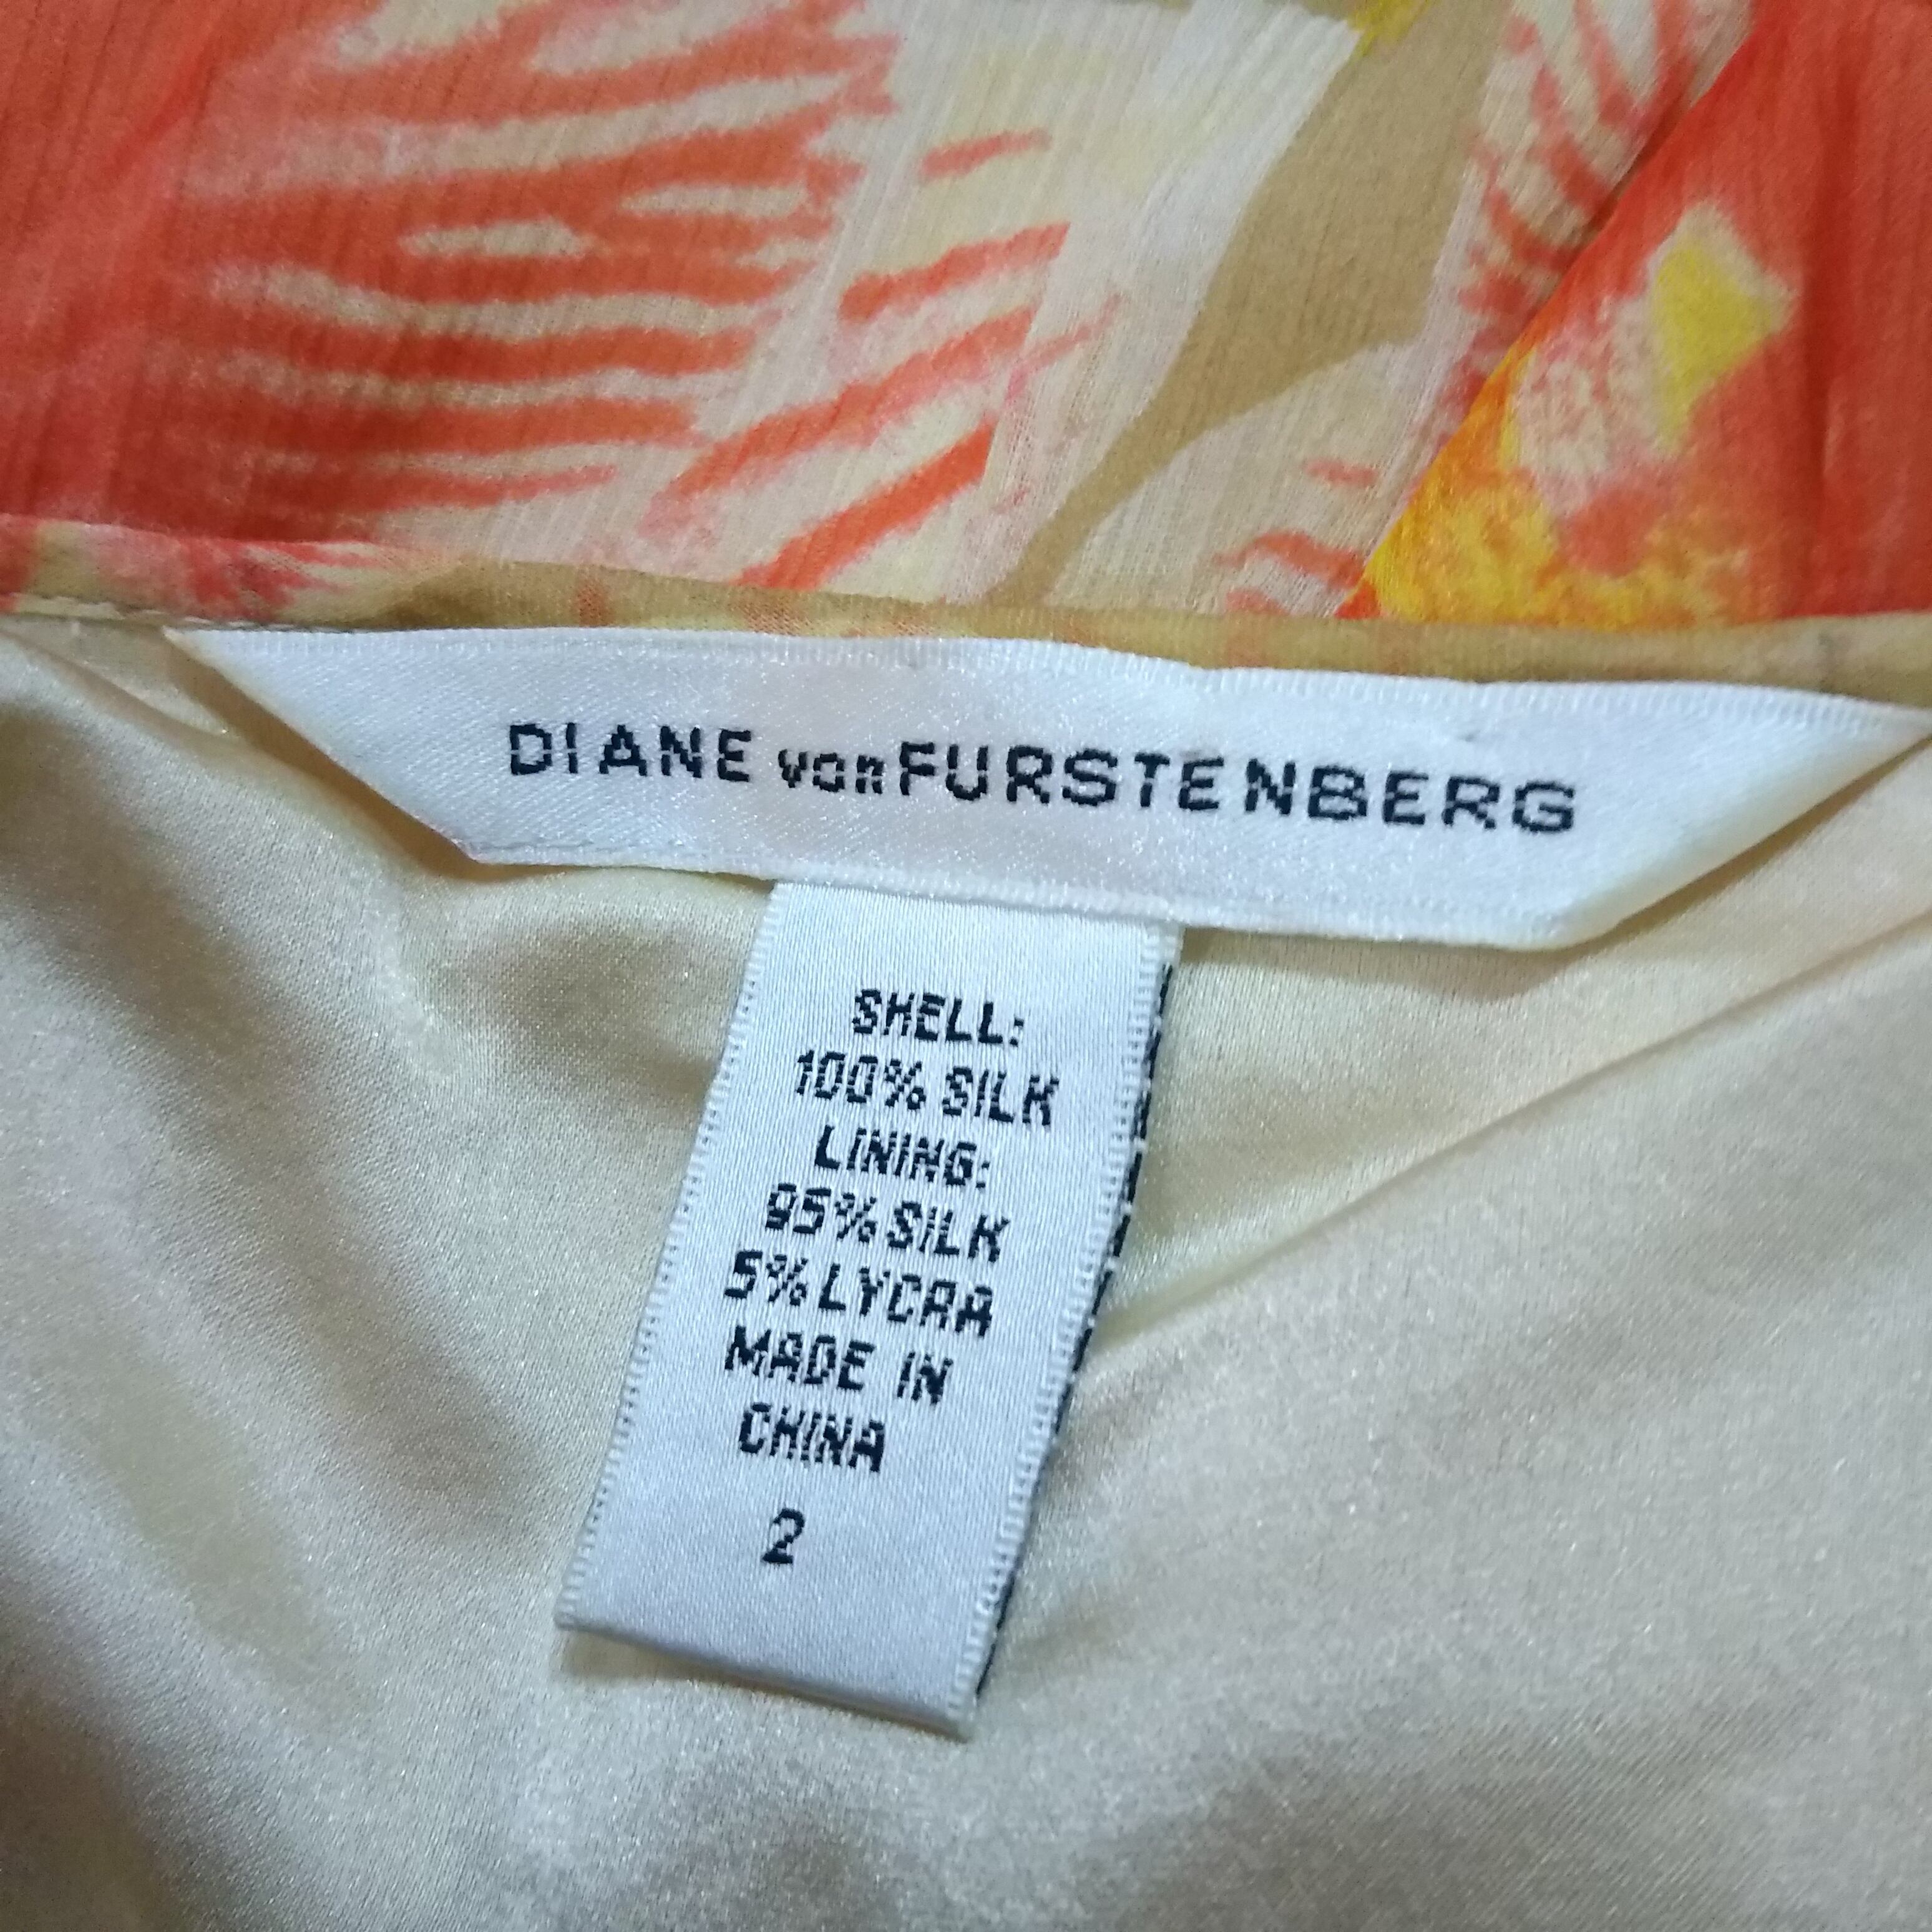 DIANE von FURSTENBERG
SHELL:
100% SILK
LINING:
95% SILK
5% LYCRA
MADE IN
CHINA
2